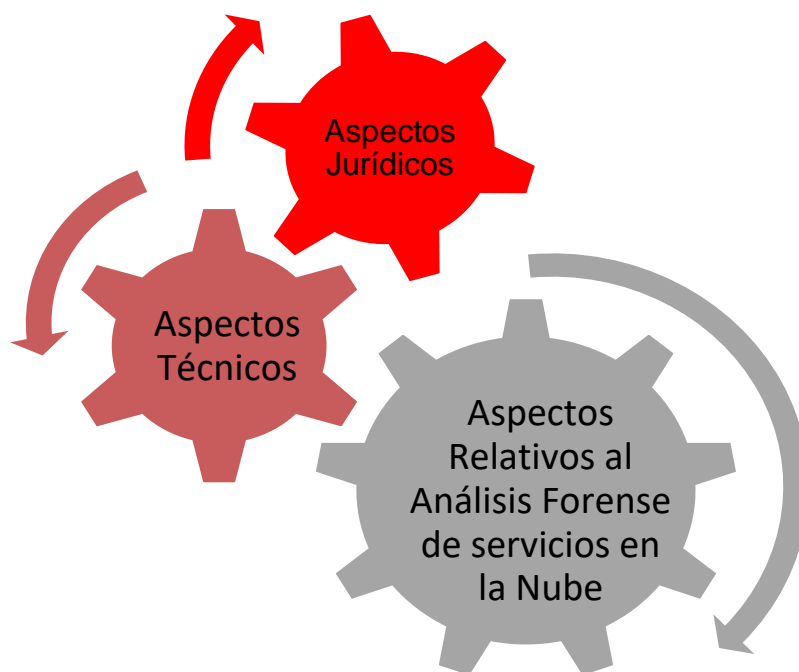 Aspectos
Jurídicos
Aspectos
Técnicos
Aspectos
Relativos al
Análisis Forense
de servicios en
la Nube